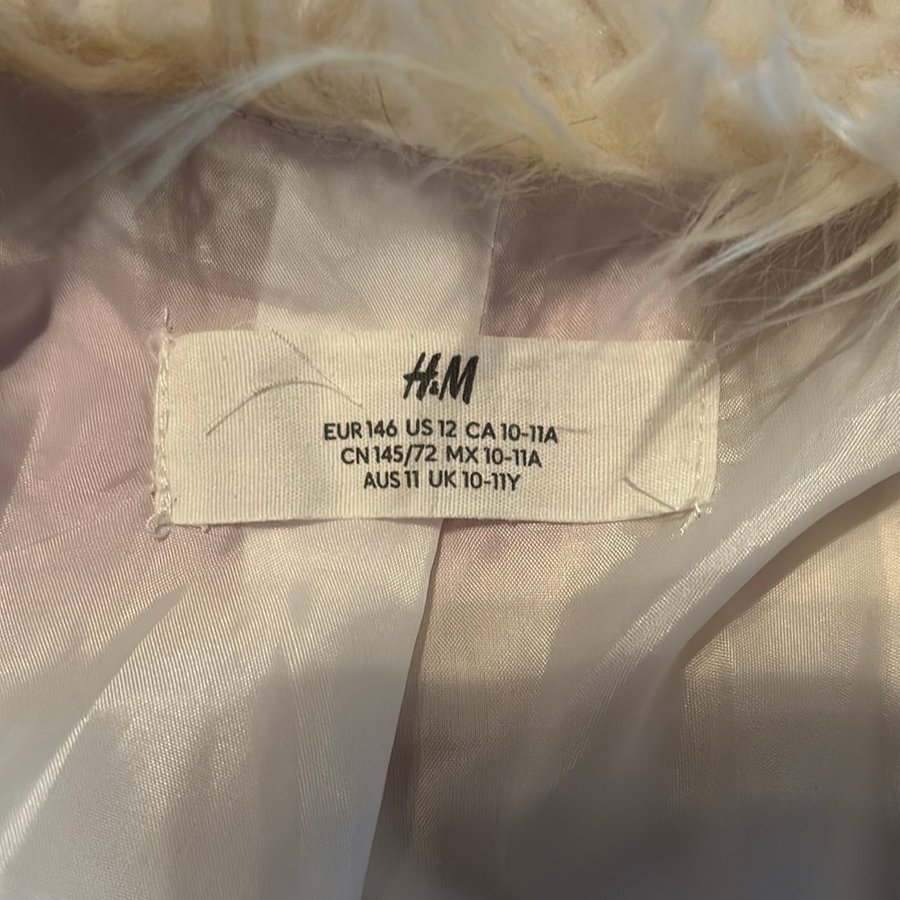 H&M
EUR 146 US 12 CA 10-11A
CN 145/72 MX 10-11A
AUS 11 UK 10-11Y